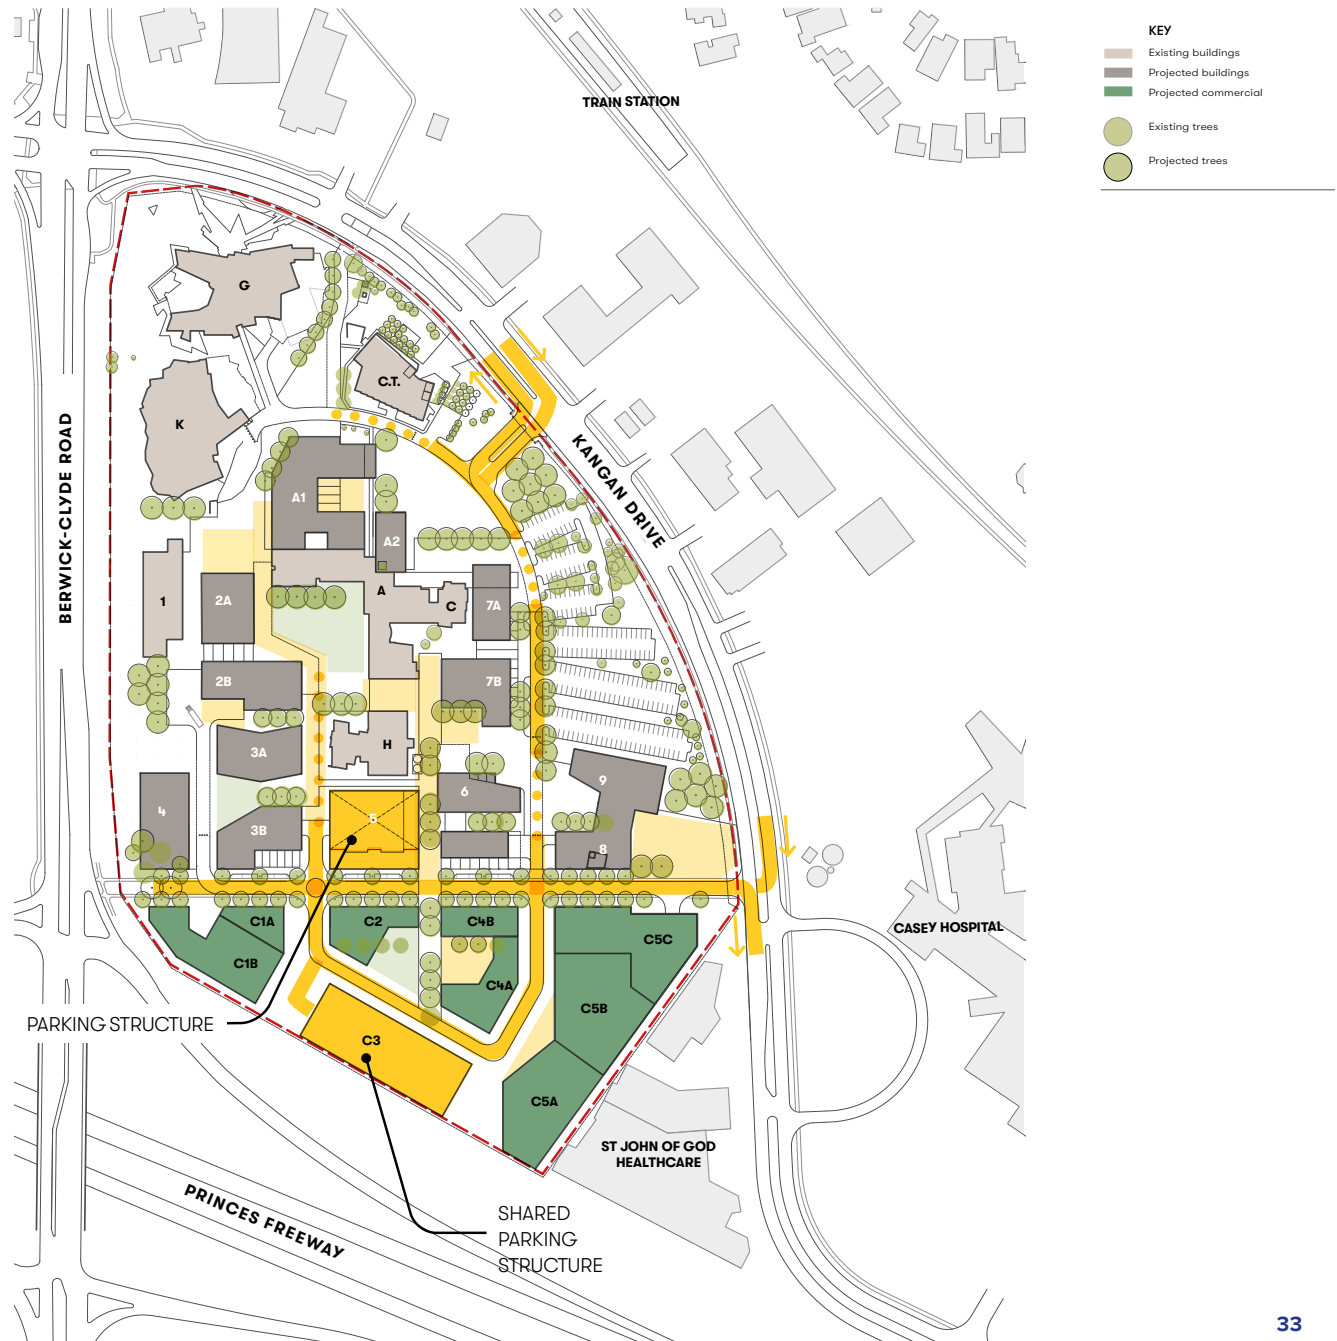 KEY
Existing buildings
Projected buildings
Projected commercial
Existing trees
Projected trees
TRAIN STATION
G
C.T.
K
BERWICK-CLYDE ROAD
KANGAN DRIVE
A1
A2
A
C
1
2A
7A
2B
7B
3A
H
9
4
5
6
3B
8
C1A
C2
C4B
C5C
C1B
C4A
C5B
CASEY HOSPITAL
PARKING STRUCTURE
C3
C5A
ST JOHN OF GOD
HEALTHCARE
PRINCES FREEWAY
SHARED
PARKING
STRUCTURE
33